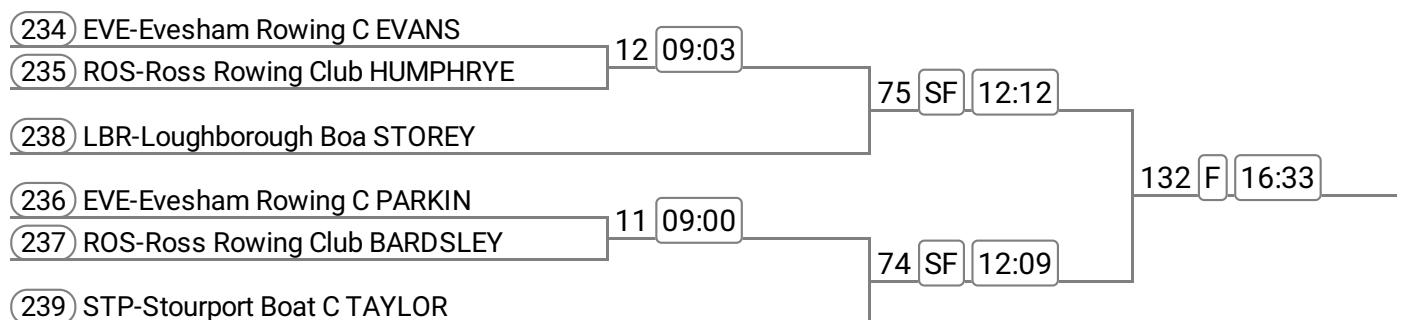 234 EVE-Evesham Rowing C EVANS
12 09:03
235 ROS-Ross Rowing Club HUMPHRYE
75 SF 12:12
238 LBR-Loughborough Boa STOREY
132 F 16:33
236 EVE-Evesham Rowing C PARKIN
11 09:00
237 ROS-Ross Rowing Club BARDSLEY
74 SF 12:09
239 STP-Stourport Boat C TAYLOR